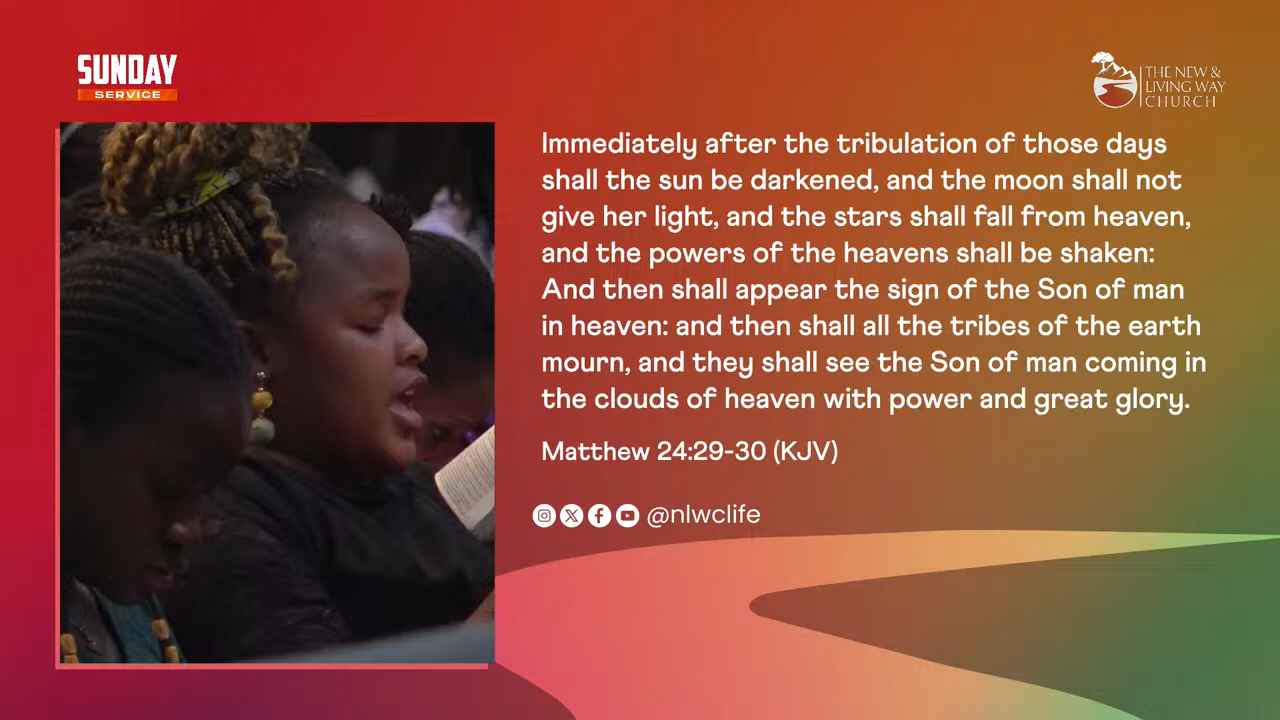 SUNDAY
SERVICE
THE NEW &
LIVING WAY
CHURCH
Immediately after the tribulation of those days
shall the sun be darkened, and the moon shall not
give her light, and the stars shall fall from heaven,
and the powers of the heavens shall be shaken:
And then shall appear the sign of the Son of man
in heaven: and then shall all the tribes of the earth
mourn, and they shall see the Son of man coming in
the clouds of heaven with power and great glory.
Matthew 24:29-30 (KJV)
@nlwclife